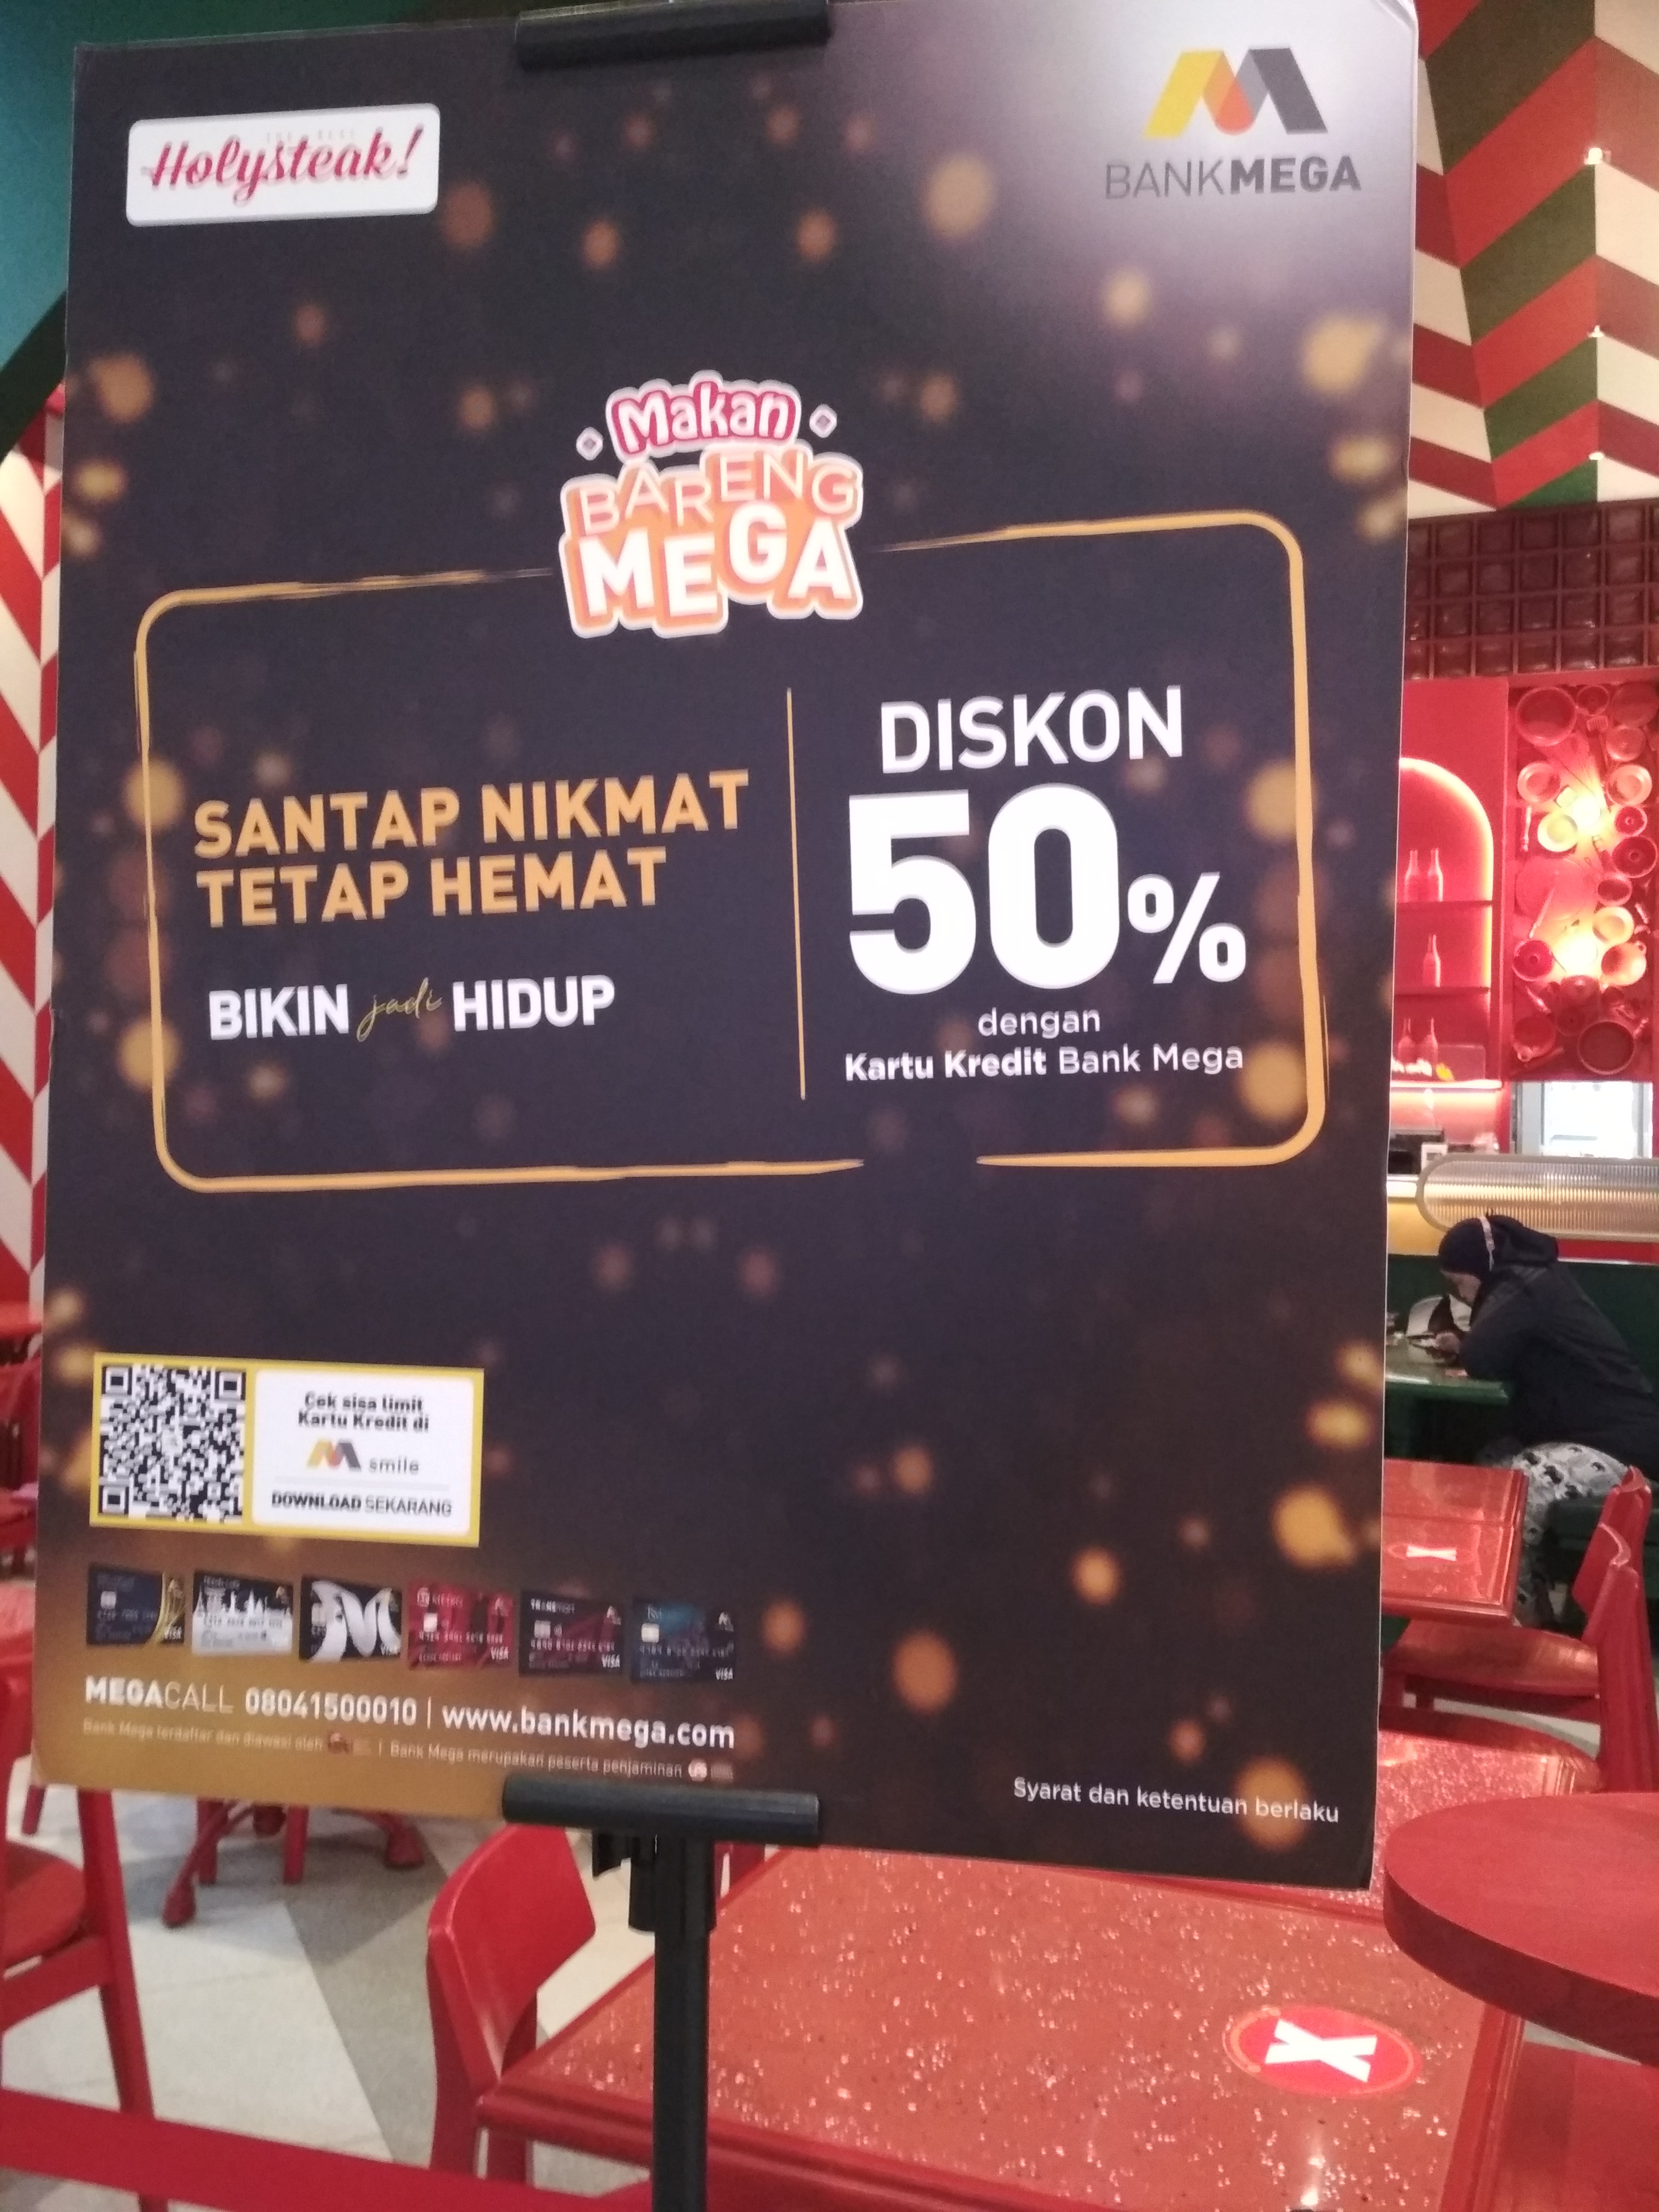 Holysteak!
BANKMEGA
Makan
BARENG
MEGA
SANTAP NIKMAT
TETAP HEMAT
BIKIN jadi HIDUP
DISKON
50%
dengan
Kartu Kredit Bank Mega
Cek sisa limit
Kartu Kredit di
smile
DOWNLOAD SEKARANG
MEGACALL 08041500010 | www.bankmega.com
Bank Mega terdaftar dan diawasi oleh | Bank Mega merupakan peserta penjaminan
Syarat dan ketentuan berlaku